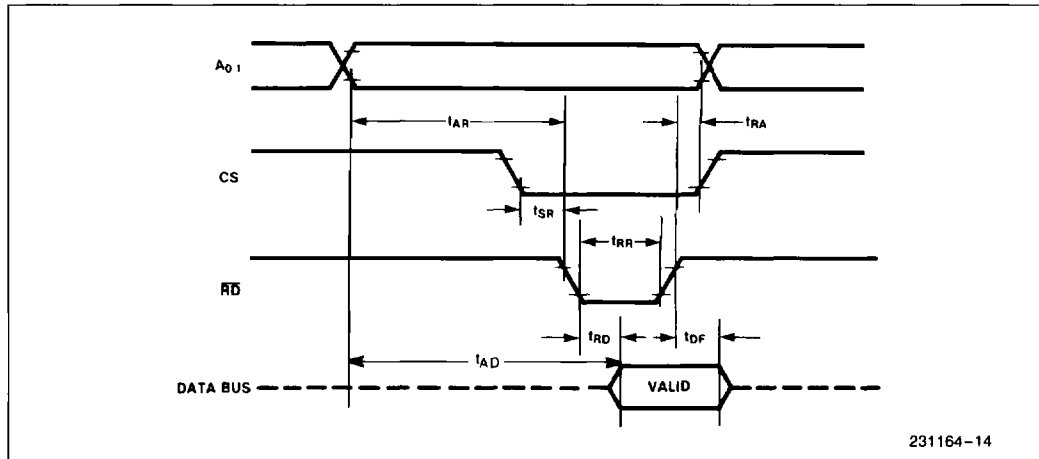 A0 1
tAR
tRA
CS
tSR
tRR
RD
tRD
tDF
tAD
DATA BUS
VALID
231164-14